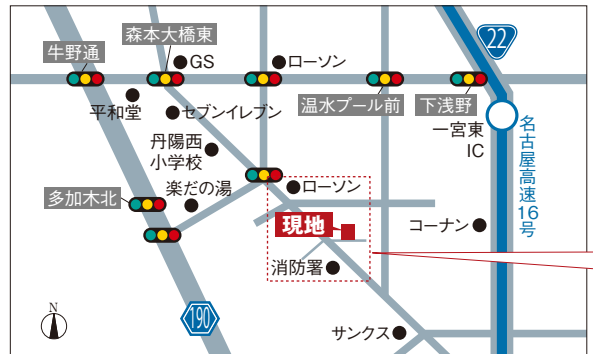 22
森本大橋東
牛野通
GS
ローソン
平和堂
セブンイレブン
温水プール前
下浅野
一宮東
IC
名古屋高速16号
丹陽西
小学校
楽だの湯
ローソン
多加木北
現地
コーナン
消防署
N
190
サンクス